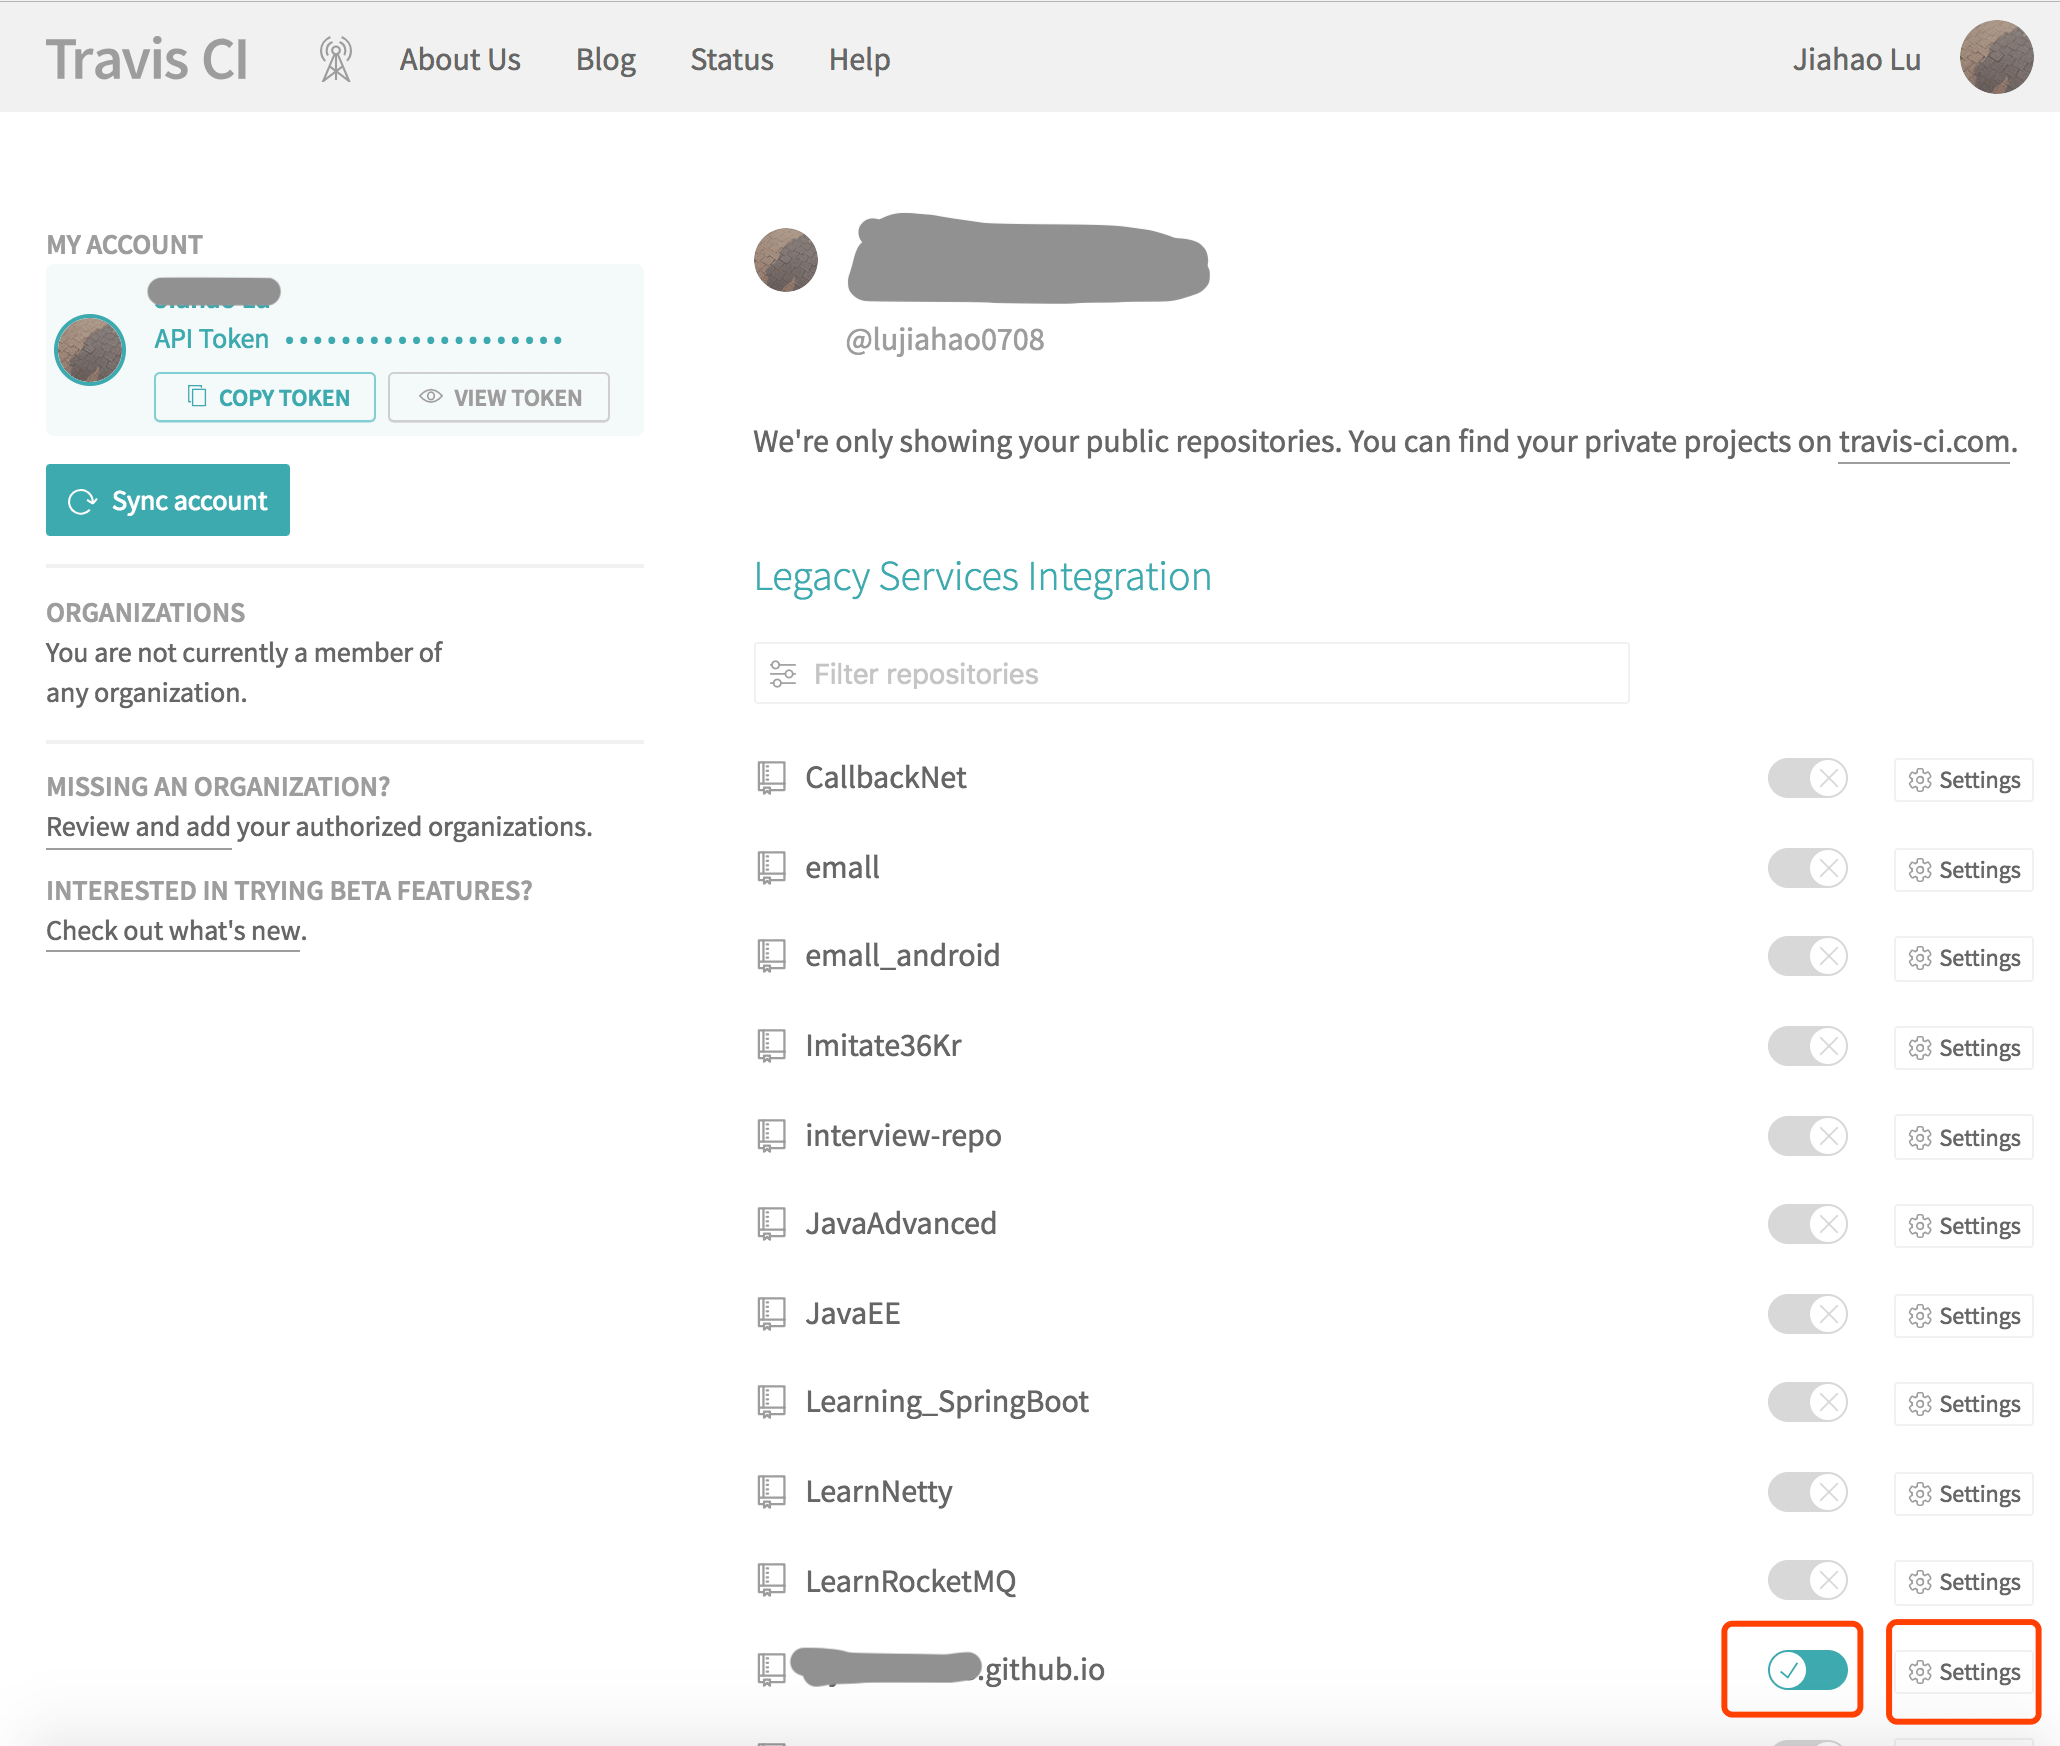 Travis CI
About Us
Blog
Status
Help
Jiahao Lu
MY ACCOUNT
API Token
COPY TOKEN
VIEW TOKEN
Sync account
ORGANIZATIONS
You are not currently a member of
any organization.
MISSING AN ORGANIZATION?
Review and add your authorized organizations.
INTERESTED IN TRYING BETA FEATURES?
Check out what's new.
@lujiahao0708
We're only showing your public repositories. You can find your private projects on travis-ci.com.
Legacy Services Integration
Filter repositories
CallbackNet
Settings
emall
Settings
emall_android
Settings
Imitate36Kr
Settings
interview-repo
Settings
JavaAdvanced
Settings
JavaEE
Settings
Learning_SpringBoot
Settings
LearnNetty
Settings
LearnRocketMQ
Settings
.github.io
Settings